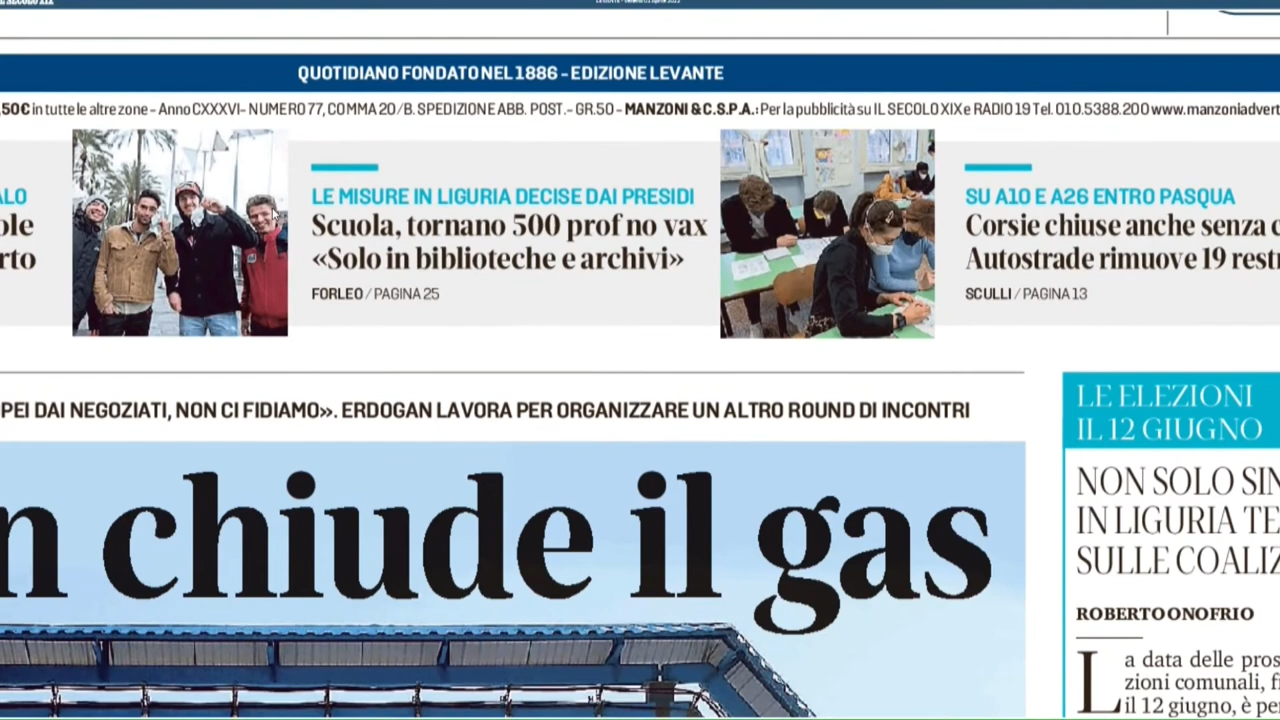 IL SECOLO XIX
QUOTIDIANO FONDATO NEL 1886 – EDIZIONE LEVANTE
,50€ in tutte le altre zone – Anno CXXXVI– NUMERO 77, COMMA 20/B. SPEDIZIONE ABB. POST.– GR.50 – MANZONI & C.S.P.A.: Per la pubblicità su IL SECOLO XIX e RADIO 19 Tel. 010.5388.200 www.manzoniadvert
ALO
ole
rto
LE MISURE IN LIGURIA DECISE DAI PRESIDI
Scuola, tornano 500 prof no vax
«Solo in biblioteche e archivi»
FORLEO / PAGINA 25
SU A10 E A26 ENTRO PASQUA
Corsie chiuse anche senza c
Autostrade rimuove 19 restr
SCULLI / PAGINA 13
PEI DAI NEGOZIATI, NON CI FIDIAMO». ERDOGAN LAVORA PER ORGANIZZARE UN ALTRO ROUND DI INCONTRI
n chiude il gas
LE ELEZIONI
IL 12 GIUGNO
NON SOLO SIN
IN LIGURIA TE
SULLE COALIZ
ROBERTO ONOFRIO
La data delle pros
zioni comunali, fi
il 12 giugno, è pe